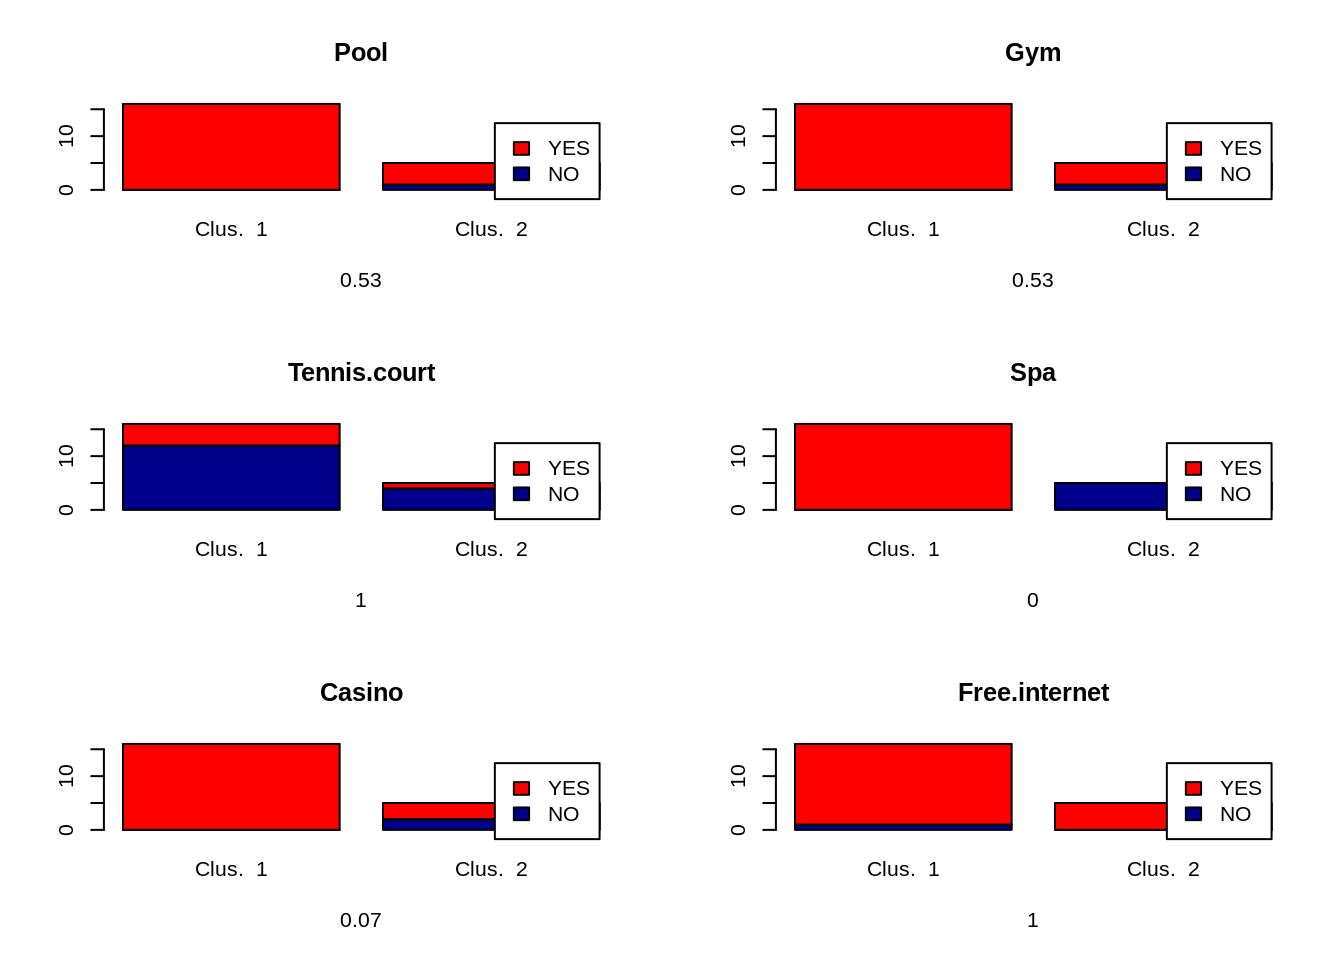 Pool
10
0
YES
NO
Clus. 1
Clus. 2
0.53
Gym
10
0
YES
NO
Clus. 1
Clus. 2
0.53
Tennis.court
10
0
YES
NO
Clus. 1
Clus. 2
1
Spa
10
0
YES
NO
Clus. 1
Clus. 2
0
Casino
10
0
YES
NO
Clus. 1
Clus. 2
0.07
Free.internet
10
0
YES
NO
Clus. 1
Clus. 2
1